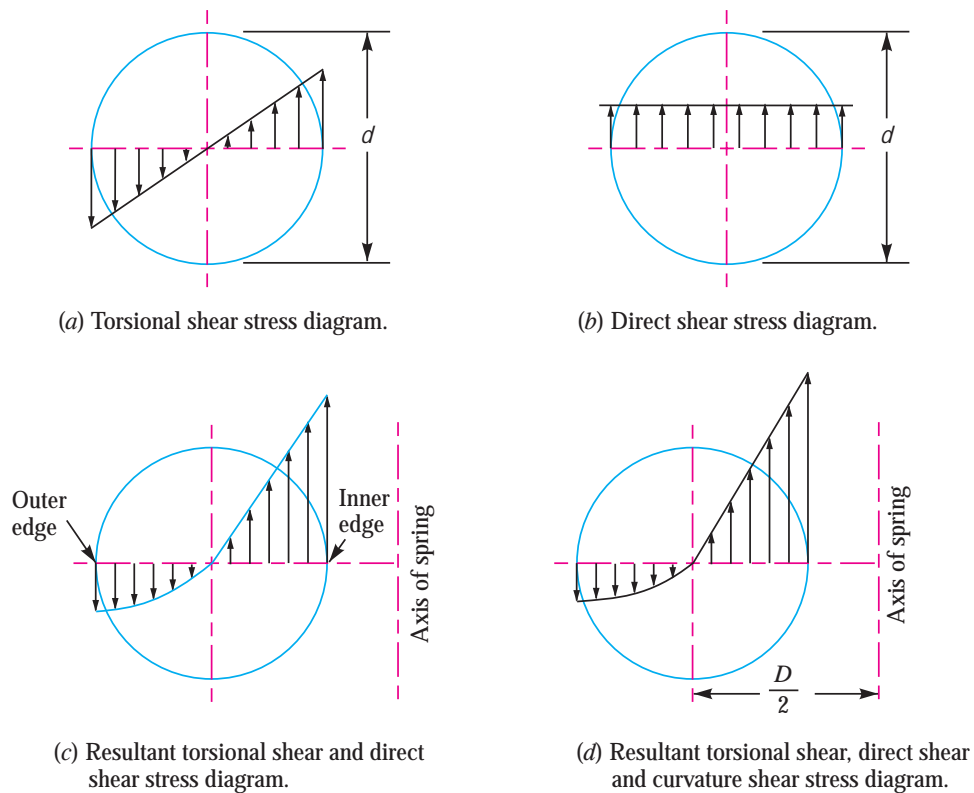 d
d
(a) Torsional shear stress diagram.
(b) Direct shear stress diagram.
Outer
edge
Inner
edge
Axis of spring
Axis of spring
D
2
(c) Resultant torsional shear and direct
shear stress diagram.
(d) Resultant torsional shear, direct shear
and curvature shear stress diagram.